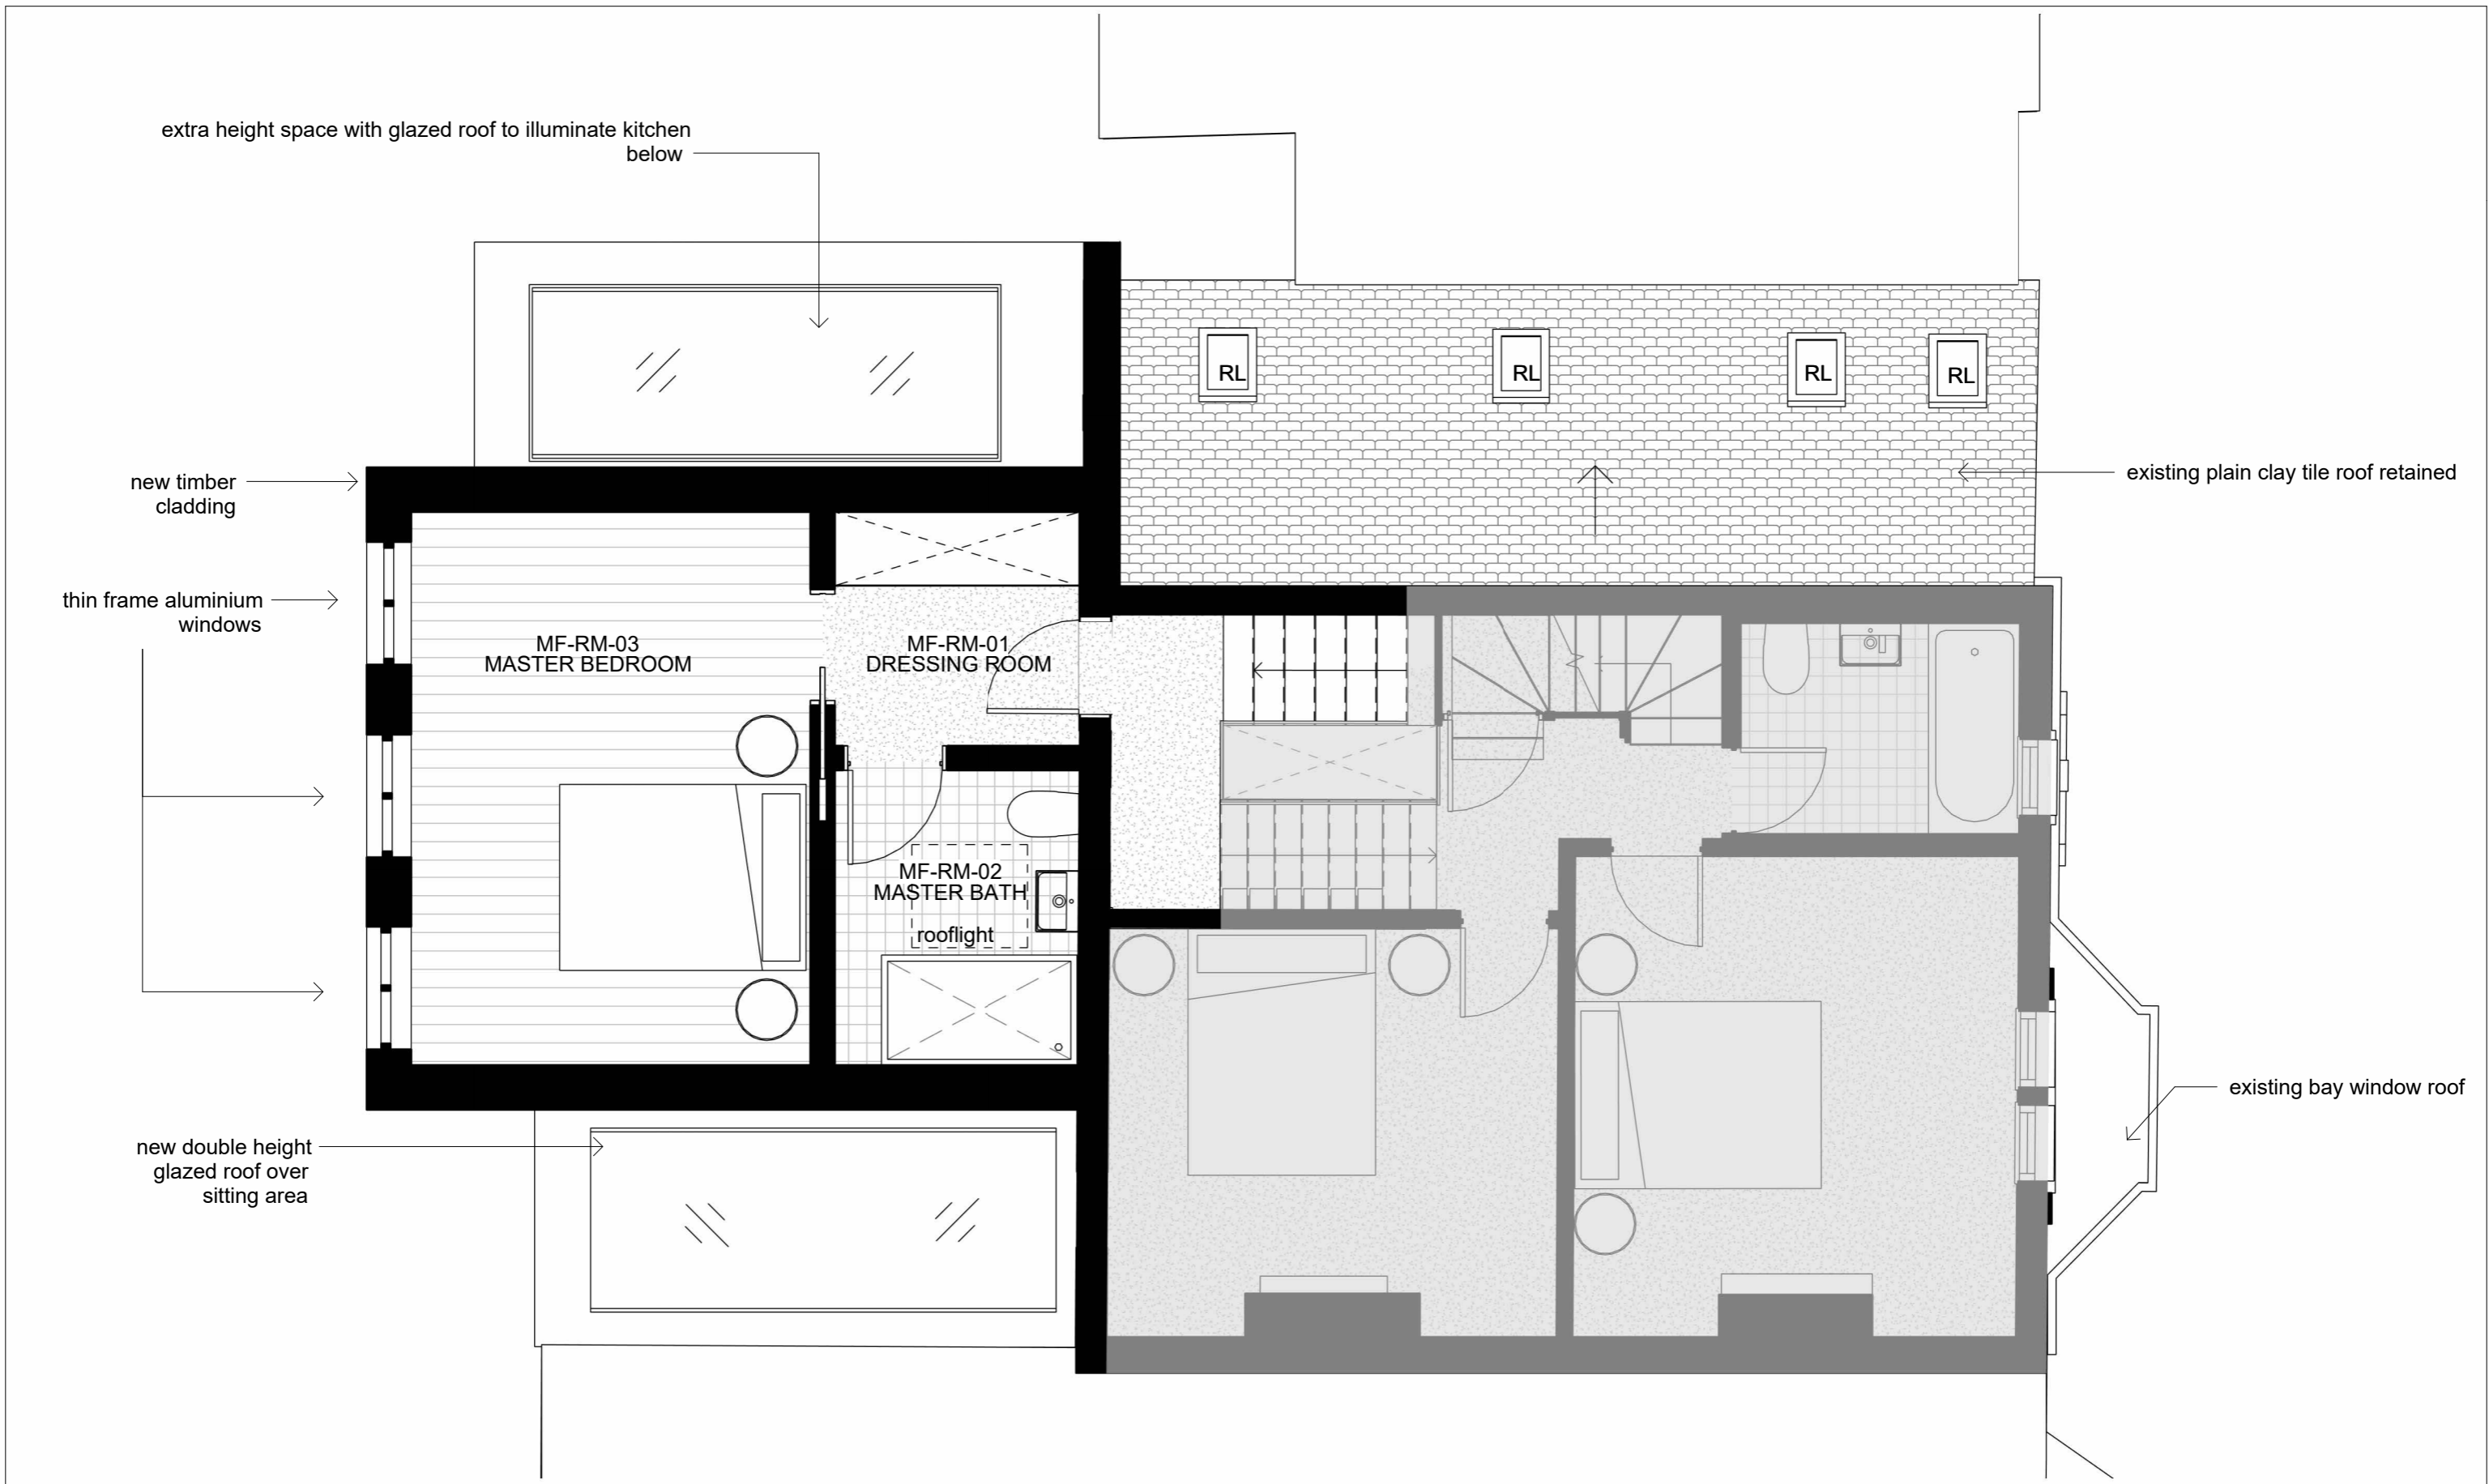 extra height space with glazed roof to illuminate kitchen
below
RL
RL
RL
RL
new timber
cladding
existing plain clay tile roof retained
thin frame aluminium
windows
MF-RM-03
MASTER BEDROOM
MF-RM-01
DRESSING ROOM
MF-RM-02
MASTER BATH
rooflight
existing bay window roof
new double height
glazed roof over
sitting area